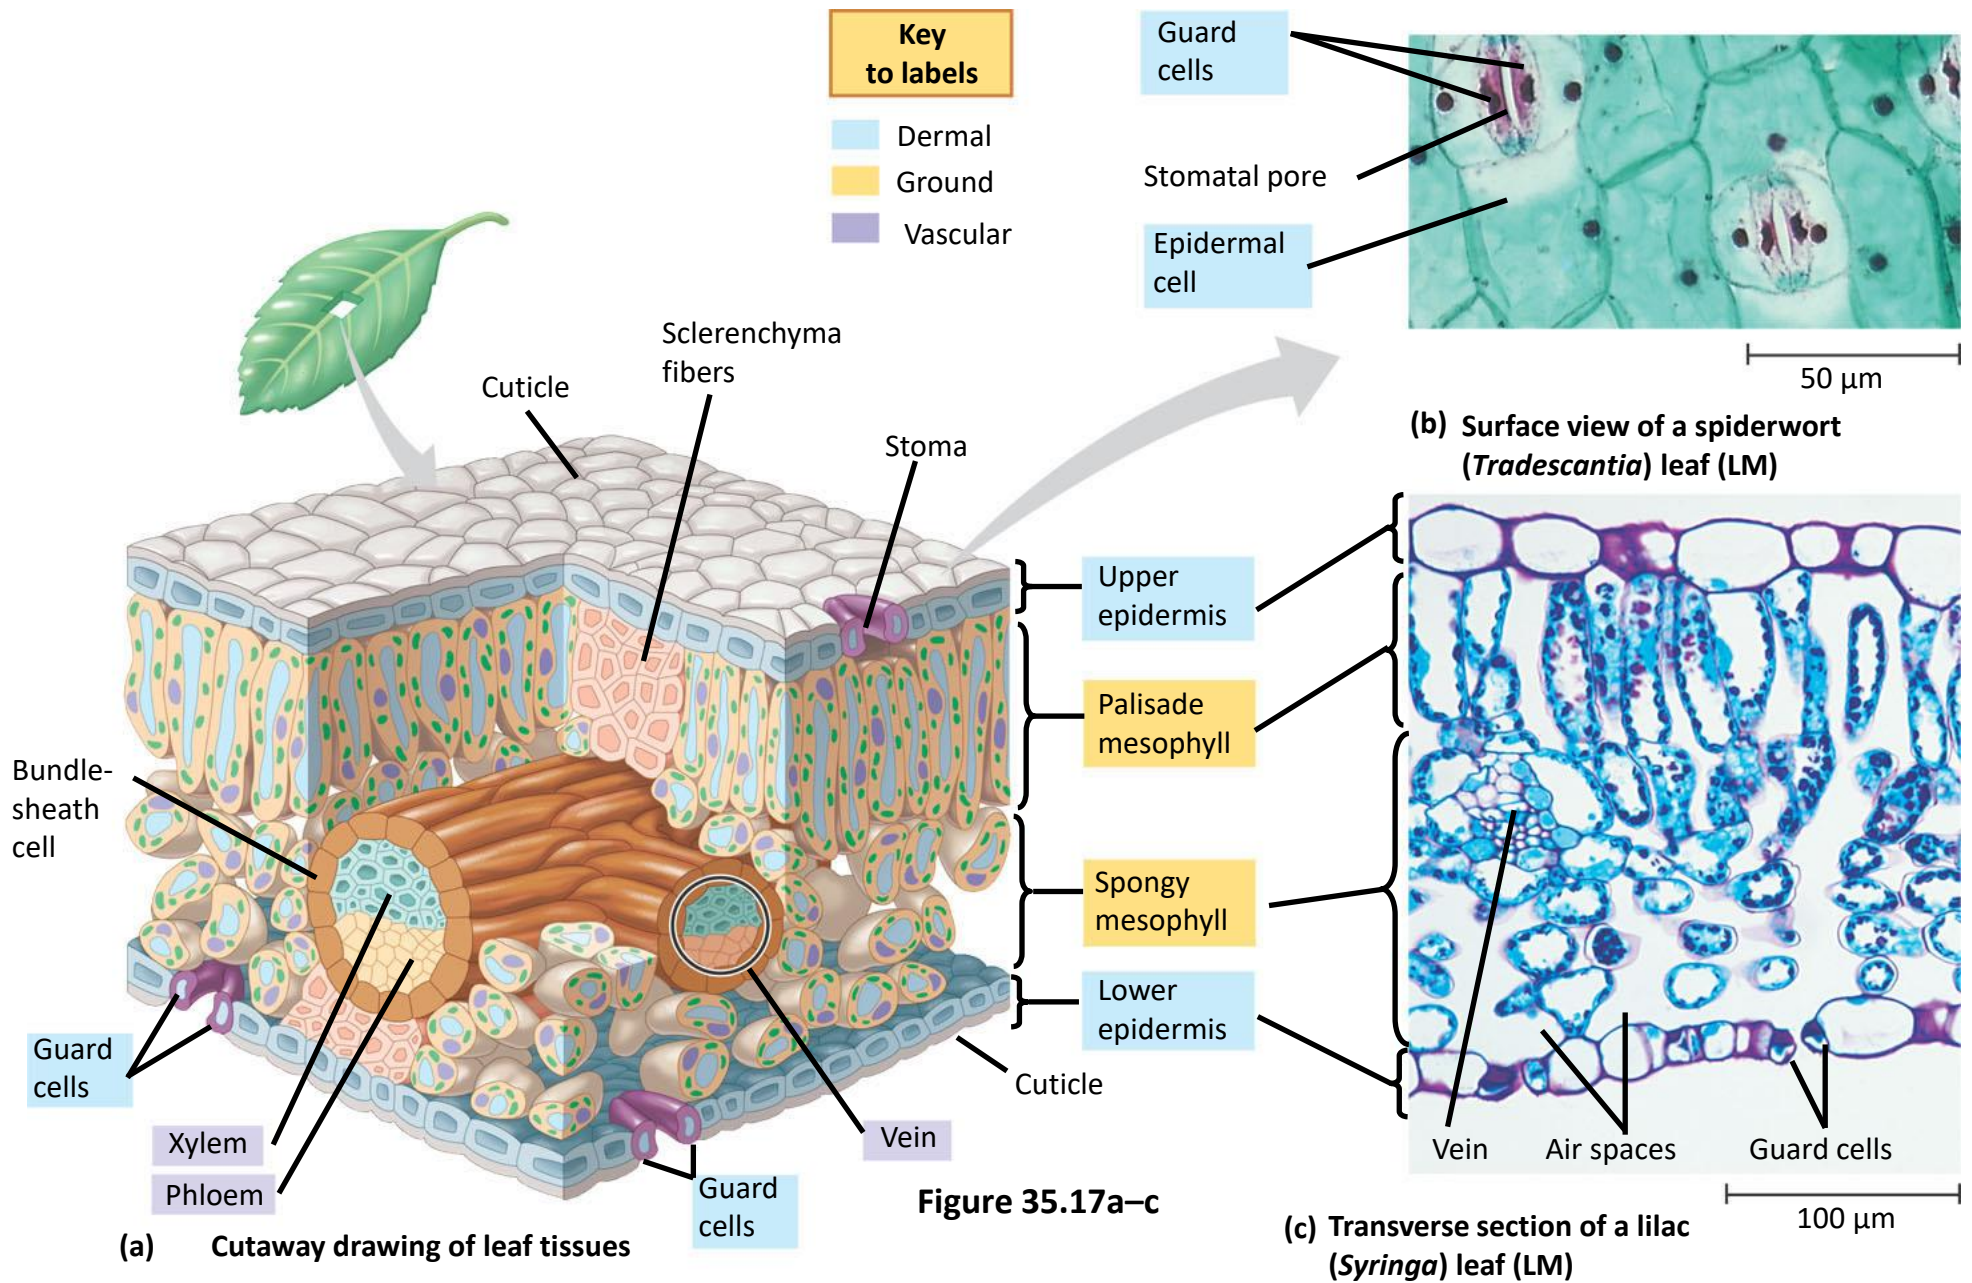 Key
to labels
Dermal
Ground
Vascular
Guard
cells
Stomatal pore
Epidermal
cell
50 µm
(b) Surface view of a spiderwort
(Tradescantia) leaf (LM)
Sclerenchyma
fibers
Cuticle
Stoma
Upper
epidermis
Palisade
mesophyll
Bundle-
sheath
cell
Spongy
mesophyll
Lower
epidermis
Cuticle
Guard
cells
Xylem
Phloem
Vein
Guard
cells
Vein
Air spaces
Guard cells
Figure 35.17a–c
100 µm
(a) Cutaway drawing of leaf tissues
(c) Transverse section of a lilac
(Syringa) leaf (LM)